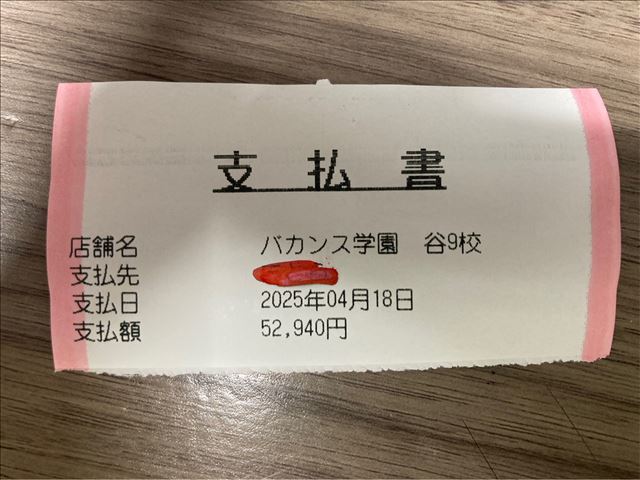 支払書
店舗名 バカンス学園 谷9校
支払先
支払日 2025年04月18日
支払額 52,940円